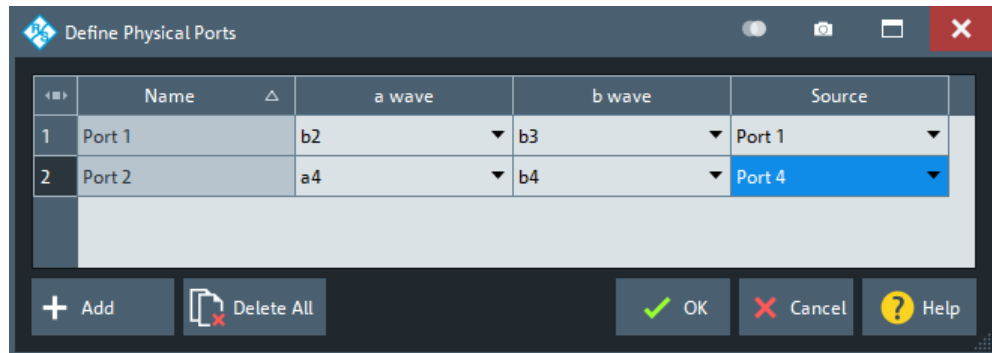 Define Physical Ports
Name a wave b wave Source
1 Port 1 b2 b3 Port 1
2 Port 2 a4 b4 Port 4
Add Delete All OK Cancel ? Help